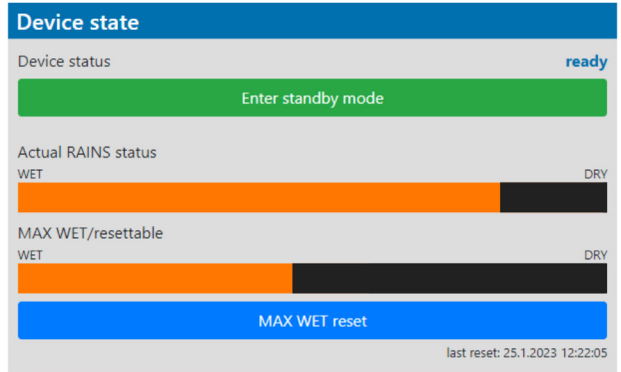 Device state
Device status ready
Enter standby mode
Actual RAINS status
WET DRY
MAX WET/resettable
WET DRY
MAX WET reset
last reset: 25.1.2023 12:22:05